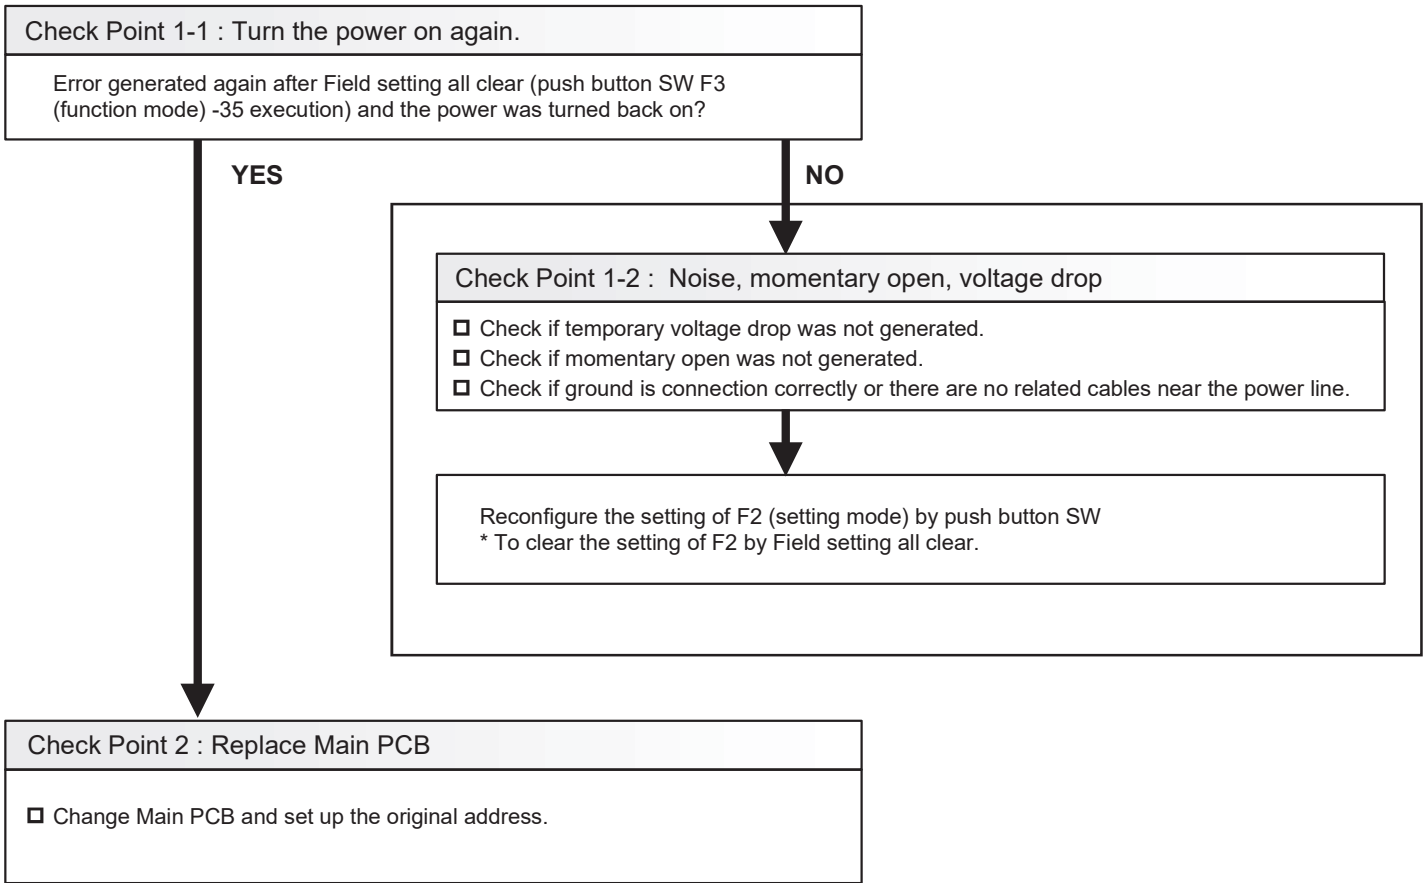 Check Point 1-1 : Turn the power on again.
Error generated again after Field setting all clear (push button SW F3
(function mode) -35 execution) and the power was turned back on?
YES
NO
Check Point 1-2 :  Noise, momentary open, voltage drop
Check if temporary voltage drop was not generated.
Check if momentary open was not generated.
Check if ground is connection correctly or there are no related cables near the power line.
Reconfigure the setting of F2 (setting mode) by push button SW
* To clear the setting of F2 by Field setting all clear.
Check Point 2 : Replace Main PCB
Change Main PCB and set up the original address.